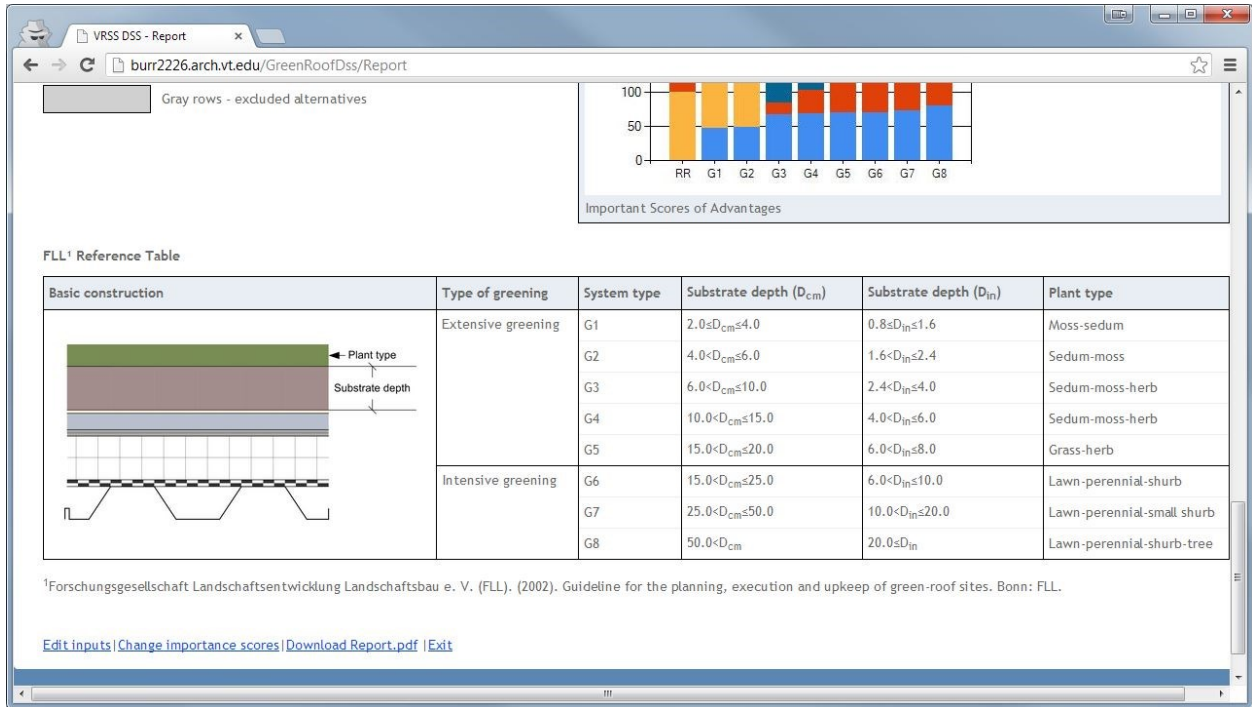 VRSS DSS - Report
burr2226.arch.vt.edu/GreenRoofDss/Report
Gray rows - excluded alternatives
100
50
0
RR G1 G2 G3 G4 G5 G6 G7 G8
Important Scores of Advantages
FLL¹ Reference Table
Basic construction Type of greening System type Substrate depth (Dcm) Substrate depth (Din) Plant type
Extensive greening G1 2.0≤Dcm≤4.0 0.8≤Din≤1.6 Moss-sedum
Plant type
G2 4.0<Dcm≤6.0 1.6<Din≤2.4 Sedum-moss
Substrate depth
G3 6.0<Dcm≤10.0 2.4<Din≤4.0 Sedum-moss-herb
G4 10.0<Dcm≤15.0 4.0<Din≤6.0 Sedum-moss-herb
G5 15.0<Dcm≤20.0 6.0<Din≤8.0 Grass-herb
Intensive greening G6 15.0<Dcm≤25.0 6.0<Din≤10.0 Lawn-perennial-shurb
G7 25.0<Dcm≤50.0 10.0<Din≤20.0 Lawn-perennial-small shurb
G8 50.0<Dcm 20.0≤Din Lawn-perennial-shurb-tree
¹Forschungsgesellschaft Landschaftsentwicklung Landschaftsbau e. V. (FLL). (2002). Guideline for the planning, execution and upkeep of green-roof sites. Bonn: FLL.
Edit inputs|Change importance scores|Download Report.pdf |Exit